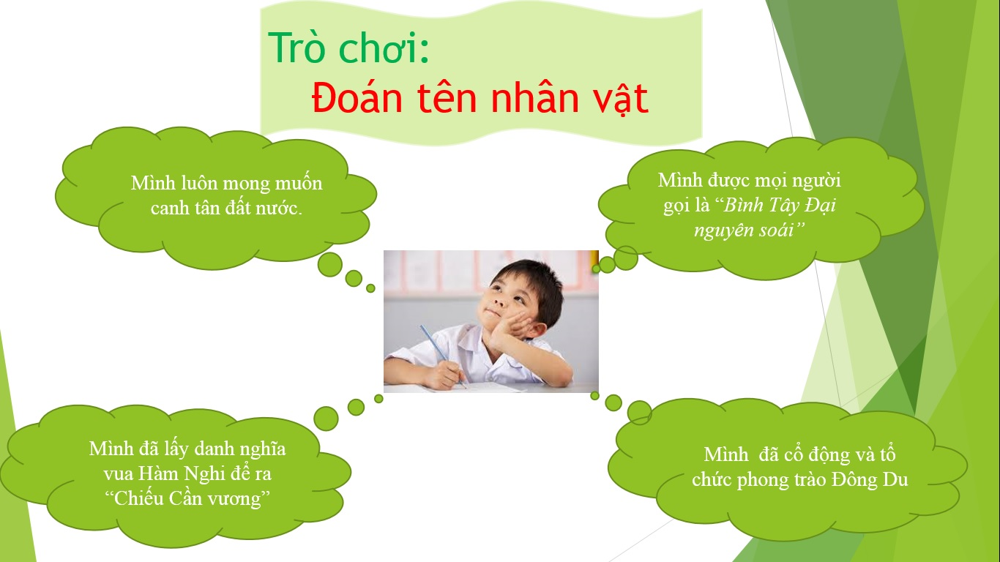 Trò chơi:
Đoán tên nhân vật
Mình luôn mong muốn
canh tân đất nước.
Mình được mọi người
gọi là “Bình Tây Đại
nguyên soái”
Mình đã lấy danh nghĩa
vua Hàm Nghi để ra
“Chiếu Cần vương”
Mình đã cổ động và tổ
chức phong trào Đông Du